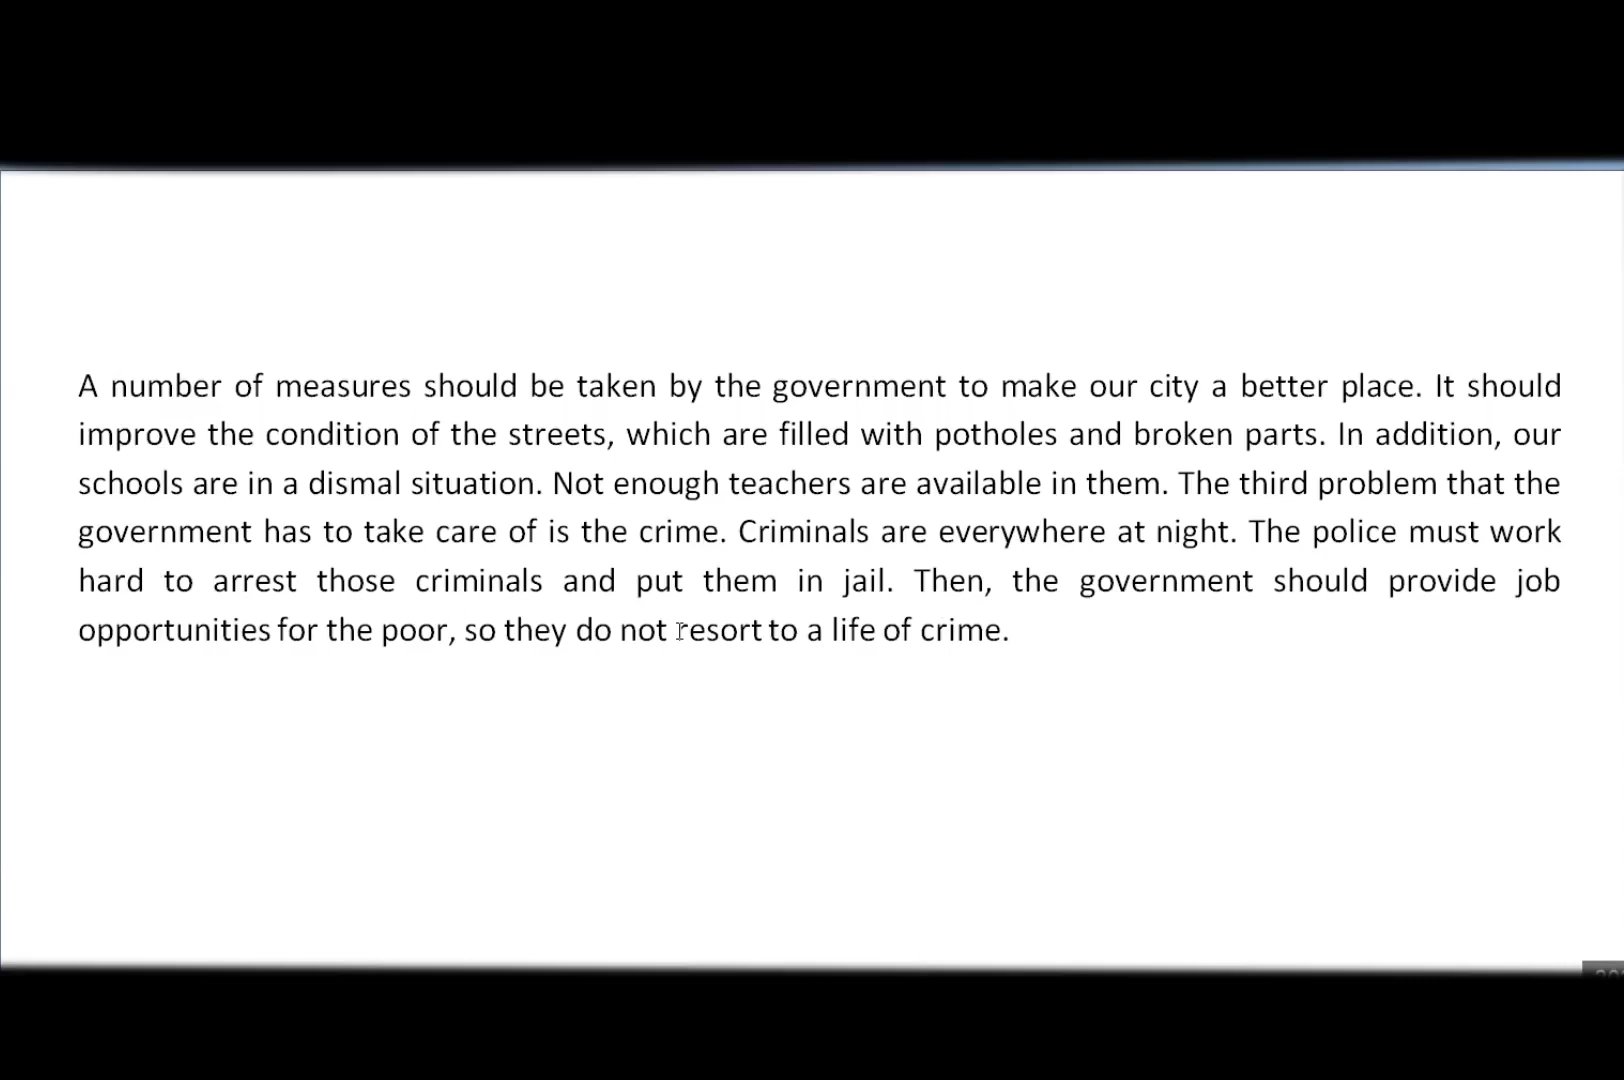 A number of measures should be taken by the government to make our city a better place. It should
improve the condition of the streets, which are filled with potholes and broken parts. In addition, our
schools are in a dismal situation. Not enough teachers are available in them. The third problem that the
government has to take care of is the crime. Criminals are everywhere at night. The police must work
hard to arrest those criminals and put them in jail. Then, the government should provide job
opportunities for the poor, so they do not resort to a life of crime.